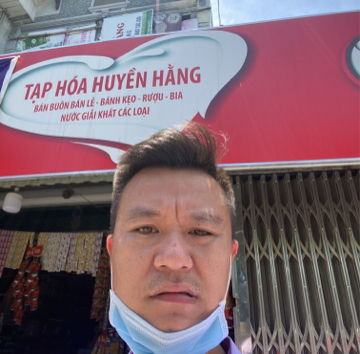 TẠP HÓA HUYỀN HẰNG
BÁN BUÔN BÁN LẺ - BÁNH KẸO - RƯỢU - BIA
NƯỚC GIẢI KHÁT CÁC LOẠI